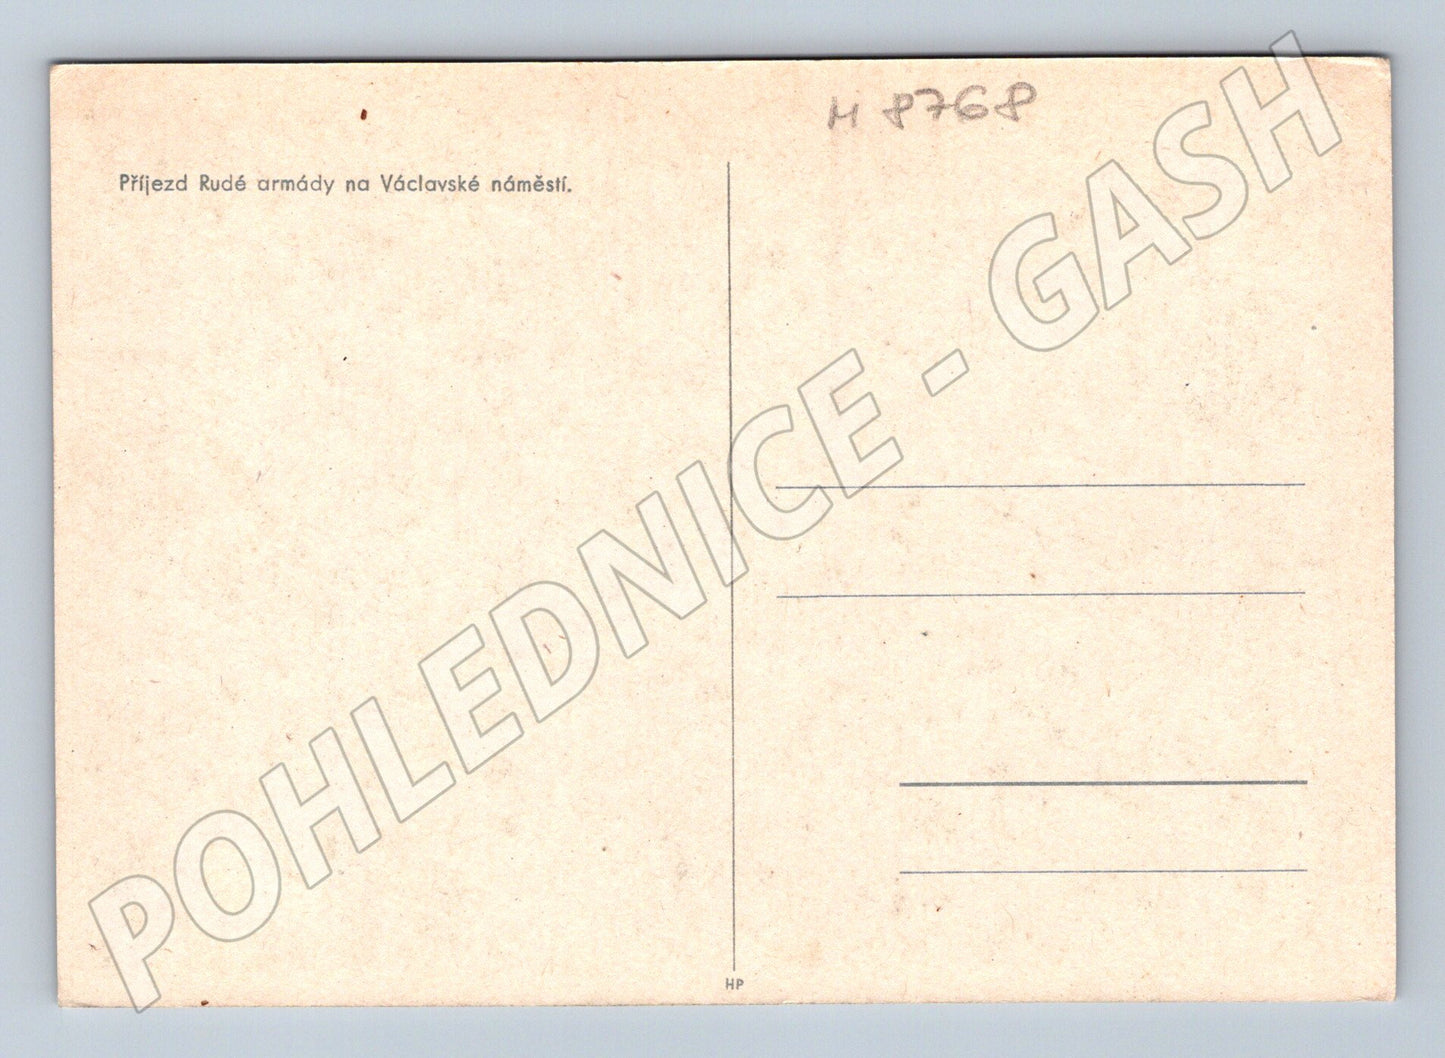 H 8768
Příjezd Rudé armády na Václavské náměstí.
POHLEDNICE - GASH
HP